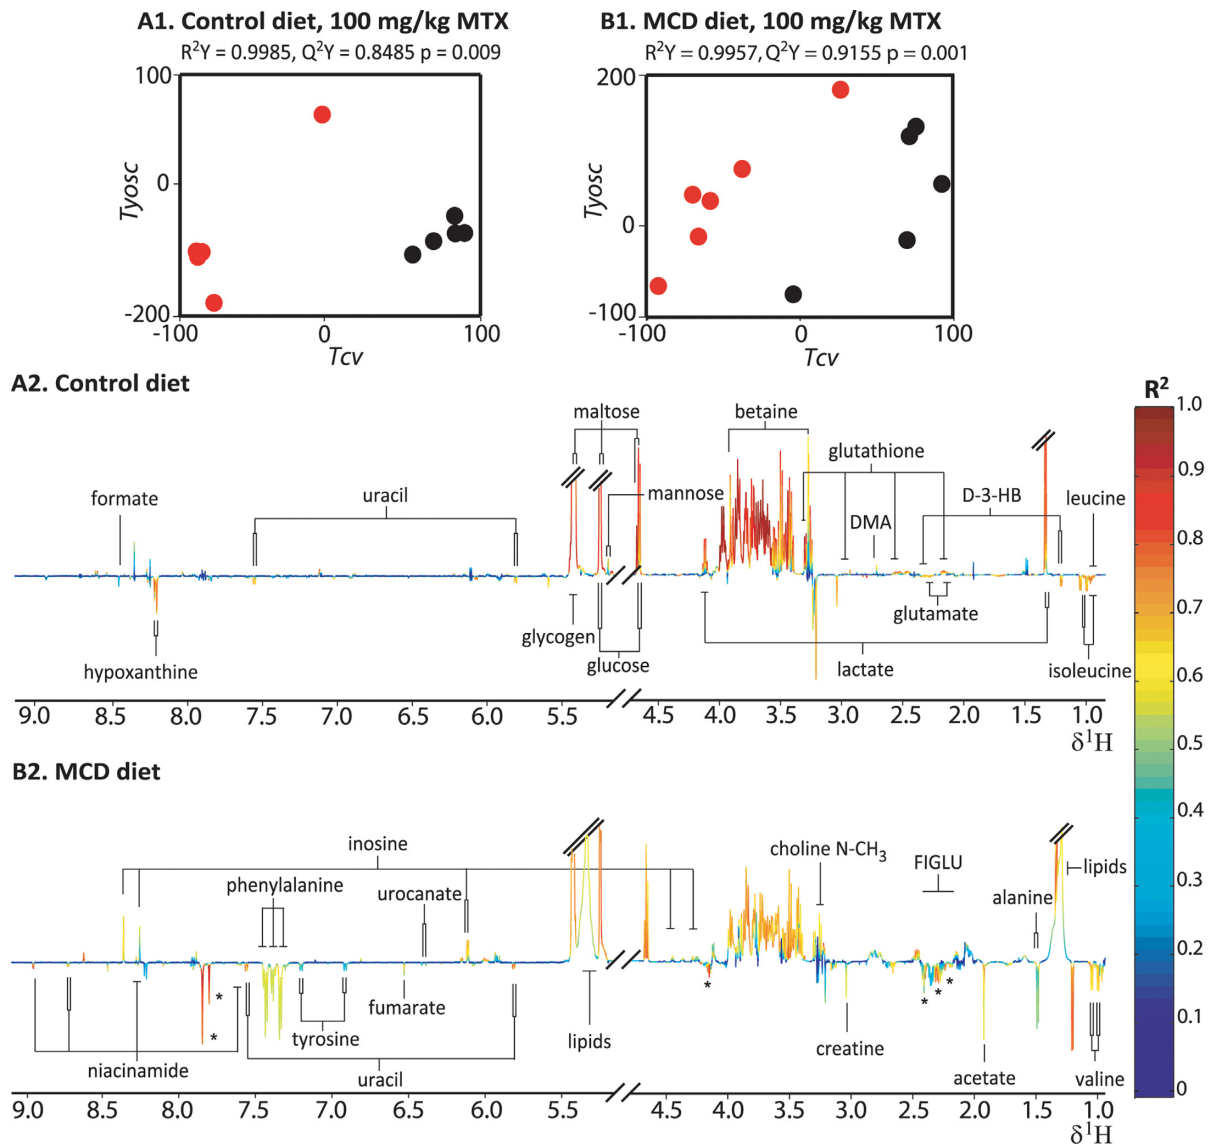 A1. Control diet, 100 mg/kg MTX
R²Y = 0.9985, Q²Y = 0.8485 p = 0.009
100
0
-200
Tyosc
-100 0 100
Tcv
B1. MCD diet, 100 mg/kg MTX
R²Y = 0.9957, Q²Y = 0.9155 p = 0.001
200
0
-100
Tyosc
-100 0 100
Tcv
A2. Control diet
maltose
betaine
glutathione
formate
uracil
mannose
DMA
D-3-HB
leucine
hypoxanthine
glycogen
glucose
glutamate
lactate
isoleucine
9.0 8.5 8.0 7.5 7.0 6.5 6.0 5.5 4.5 4.0 3.5 3.0 2.5 2.0 1.5 1.0
δ¹H
R²
1.0
0.9
0.8
0.7
0.6
0.5
0.4
0.3
0.2
0.1
0
B2. MCD diet
inosine
phenylalanine
urocanate
choline N-CH₃
FIGLU
alanine
lipids
* * * * * *
niacinamide
tyrosine
fumarate
uracil
lipids
creatine
acetate
valine
9.0 8.5 8.0 7.5 7.0 6.5 6.0 5.5 4.5 4.0 3.5 3.0 2.5 2.0 1.5 1.0
δ¹H